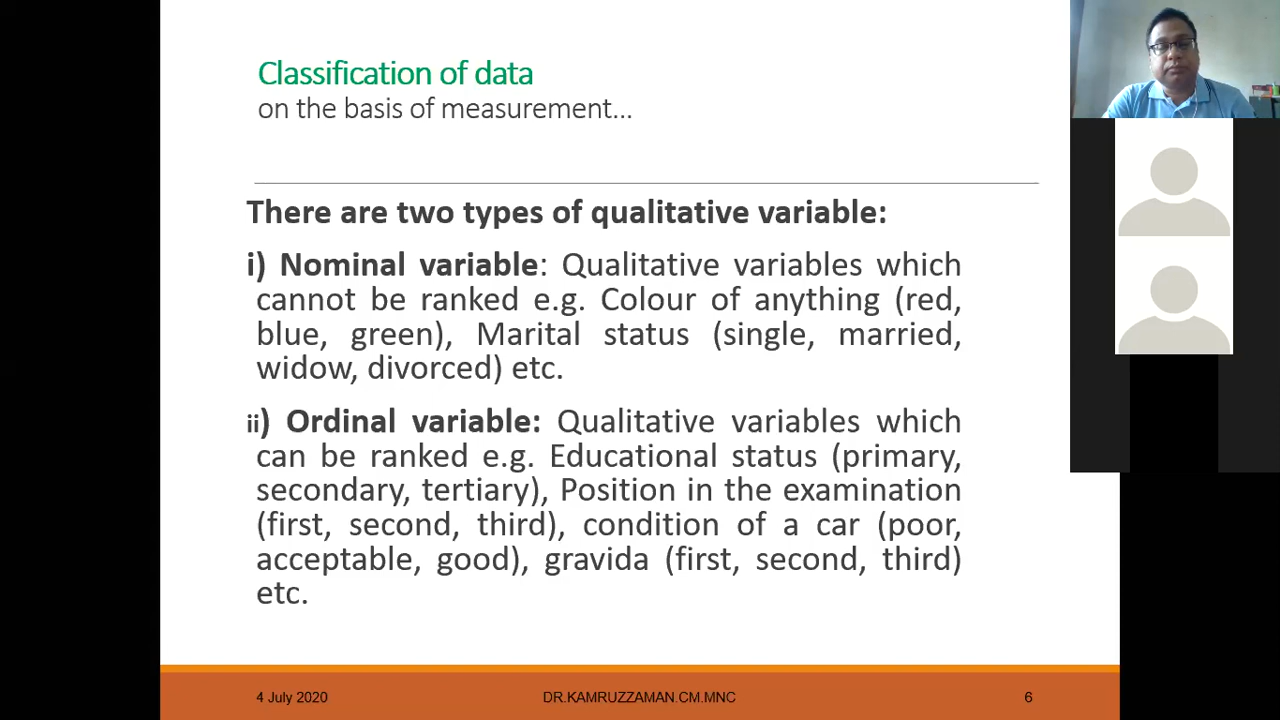 Classification of data
on the basis of measurement...
There are two types of qualitative variable:
i) Nominal variable: Qualitative variables which
cannot be ranked e.g. Colour of anything (red,
blue, green), Marital status (single, married,
widow, divorced) etc.
ii) Ordinal variable: Qualitative variables which
can be ranked e.g. Educational status (primary,
secondary, tertiary), Position in the examination
(first, second, third), condition of a car (poor,
acceptable, good), gravida (first, second, third)
etc.
4 July 2020 DR.KAMRUZZAMAN.CM.MNC 6